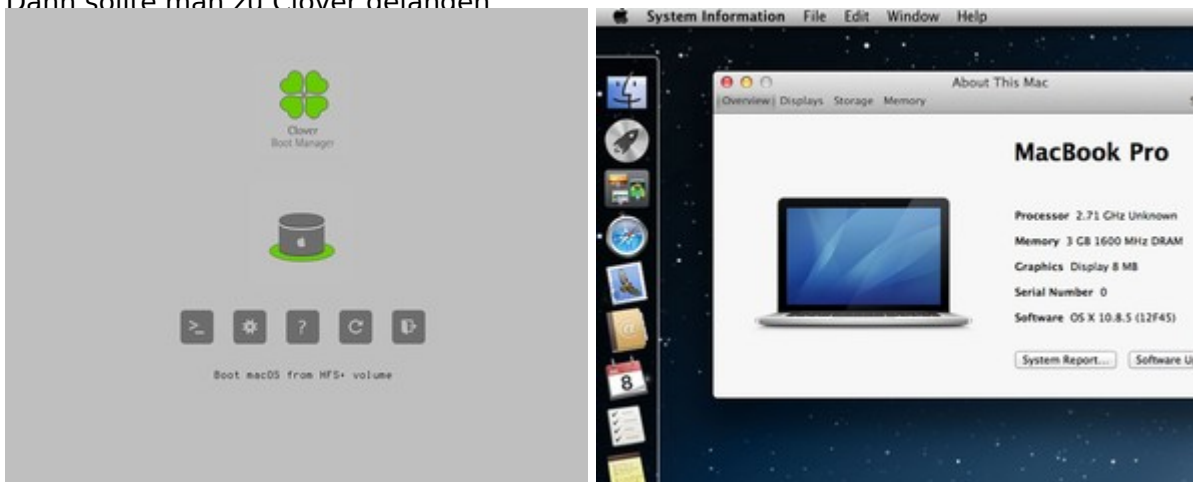 Dann sollte man zu Clover gelangen
Clover
Boot Manager
Boot macOS from HFS+ volume
System Information File Edit Window Help
About This Mac
Overview Displays Storage Memory
MacBook Pro
Processor 2.71 GHz Unknown
Memory 3 GB 1600 MHz DRAM
Graphics Display 8 MB
Serial Number 0
Software OS X 10.8.5 (12F45)
System Report... Software U
8